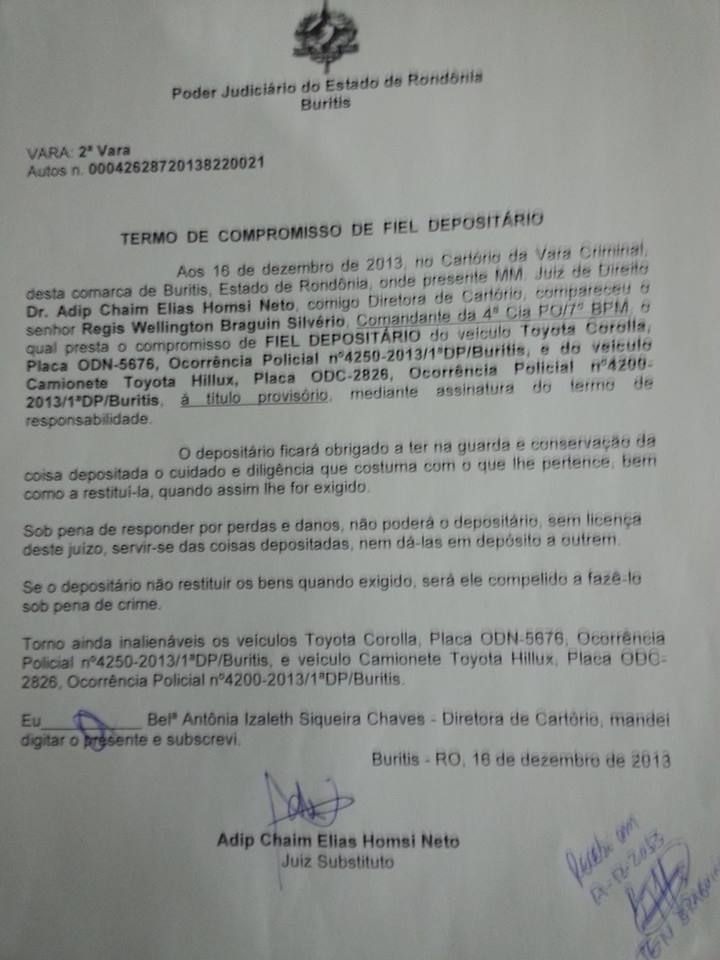 Poder Judiciário do Estado de Rondônia
Buritis
VARA: 2ª Vara
Autos n. 00042628720138220021
TERMO DE COMPROMISSO DE FIEL DEPOSITÁRIO
Aos 16 de dezembro de 2013, no Cartório da Vara Criminal,
desta comarca de Buritis, Estado de Rondônia, onde presente MM. Juiz de Direito
Dr. Adip Chaim Elias Homsi Neto, comigo Diretora de Cartório, compareceu o
senhor Regis Wellington Braguin Silvério, Comandante da 4ª Cia PO/7º BPM, o
qual presta o compromisso de FIEL DEPOSITÁRIO do veículo Toyota Corolla,
Placa ODN-5676, Ocorrência Policial nº4250-2013/1ªDP/Buritis, e do veículo
Camionete Toyota Hillux, Placa ODC-2826, Ocorrência Policial nº4200-
2013/1ªDP/Buritis, á título provisório, mediante assinatura do termo de
responsabilidade.
O depositário ficará obrigado a ter na guarda e conservação da
coisa depositada o cuidado e diligência que costuma com o que lhe pertence, bem
como a restituí-la, quando assim lhe for exigido.
Sob pena de responder por perdas e danos, não poderá o depositário, sem licença
deste juízo, servir-se das coisas depositadas, nem dá-las em depósito a outrem.
Se o depositário não restituir os bens quando exigido, será ele compelido a fazê-lo
sob pena de crime.
Torno ainda inalienáveis os veículos Toyota Corolla, Placa ODN-5676, Ocorrência
Policial nº4250-2013/1ªDP/Buritis, e veículo Camionete Toyota Hillux, Placa ODC-
2826, Ocorrência Policial nº4200-2013/1ªDP/Buritis.
Eu__________ Belª Antônia Izaleth Siqueira Chaves - Diretora de Cartório, mandei
digitar o presente e subscrevi.
Buritis - RO, 16 de dezembro de 2013
Adip Chaim Elias Homsi Neto
Juiz Substituto
Recebi em
12-2013
TEN BRAGUIN